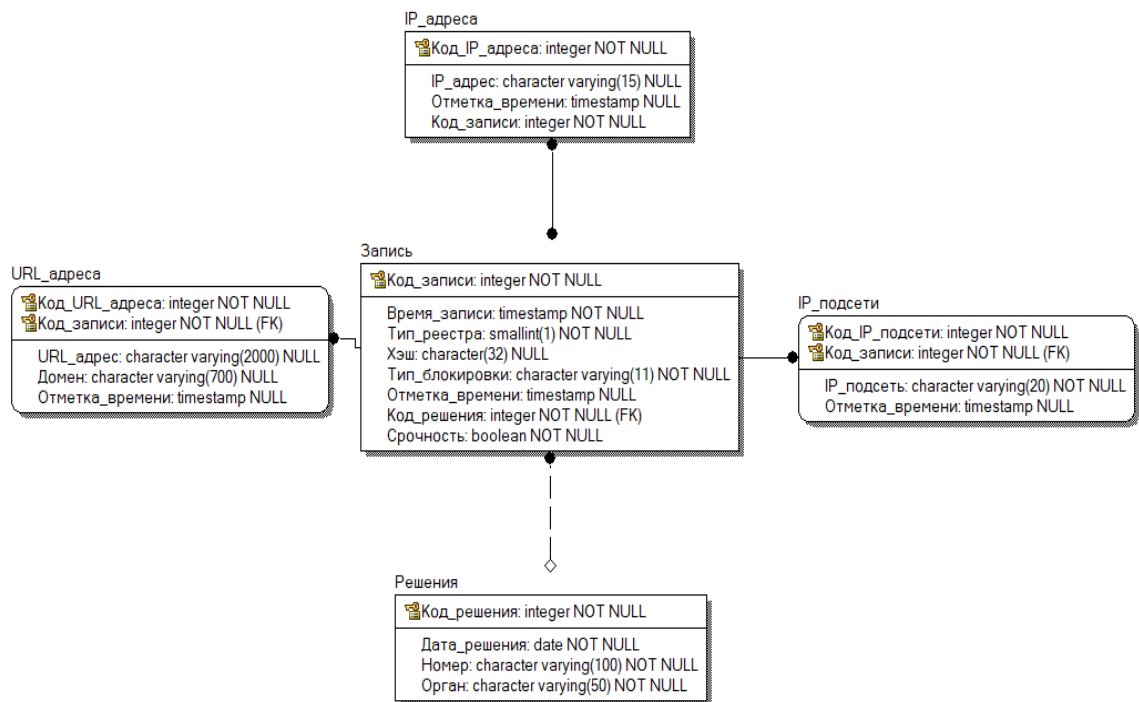 IP_адреса
Код_IP_адреса: integer NOT NULL
IP_адрес: character varying(15) NULL
Отметка_времени: timestamp NULL
Код_записи: integer NOT NULL
Запись
Код_записи: integer NOT NULL
Время_записи: timestamp NOT NULL
Тип_реестра: smallint(1) NOT NULL
Хэш: character(32) NULL
Тип_блокировки: character varying(11) NOT NULL
Отметка_времени: timestamp NULL
Код_решения: integer NOT NULL (FK)
Срочность: boolean NOT NULL
URL_адреса
Код_URL_адреса: integer NOT NULL
Код_записи: integer NOT NULL (FK)
URL_адрес: character varying(2000) NULL
Домен: character varying(700) NULL
Отметка_времени: timestamp NULL
IP_подсети
Код_IP_подсети: integer NOT NULL
Код_записи: integer NOT NULL (FK)
IP_подсеть: character varying(20) NOT NULL
Отметка_времени: timestamp NULL
Решения
Код_решения: integer NOT NULL
Дата_решения: date NOT NULL
Номер: character varying(100) NOT NULL
Орган: character varying(50) NOT NULL